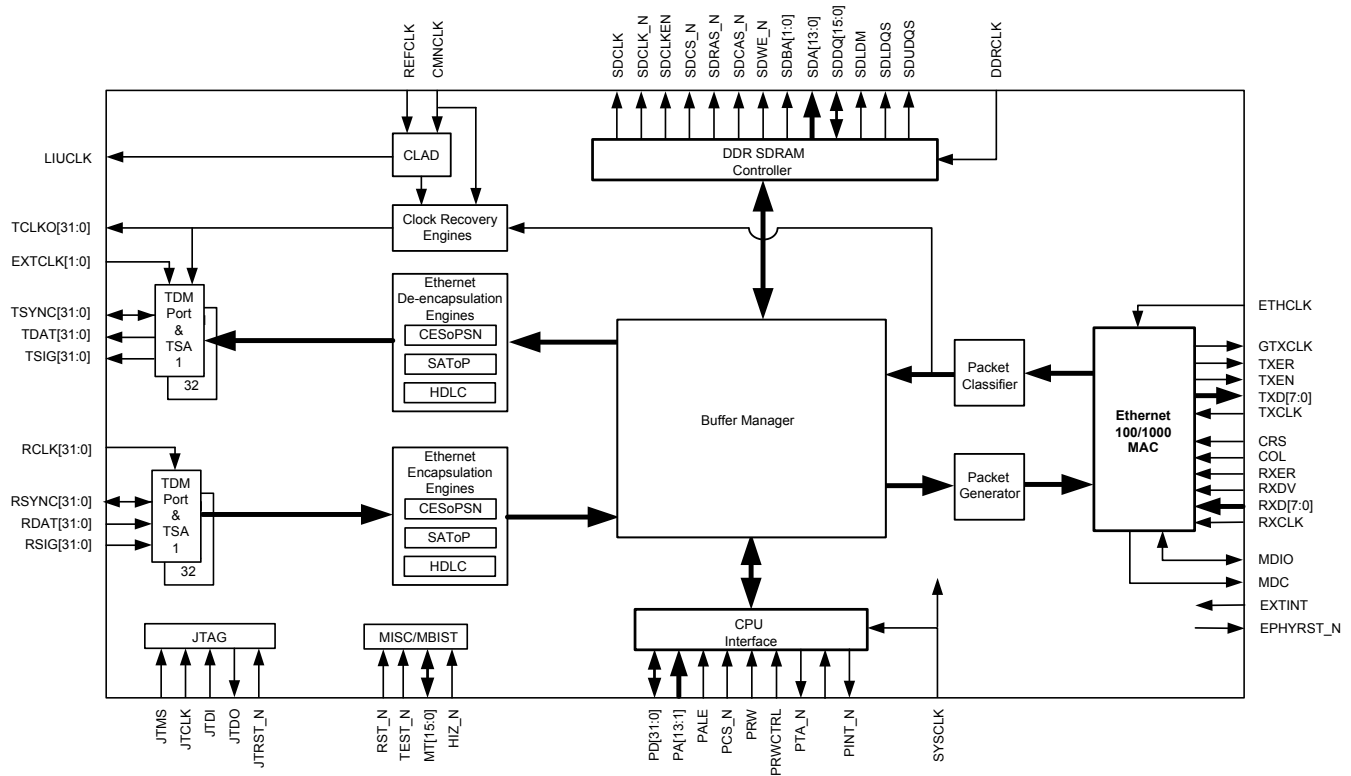 REFCLK
CMNCLK
SDCLK
SDCLK_N
SDCLKEN
SDCS_N
SDRAS_N
SDCAS_N
SDWE_N
SDBA[1:0]
SDA[13:0]
SDDQ[15:0]
SDLDM
SDLDQS
SDUDQS
DDRCLK
LIUCLK
CLAD
DDR SDRAM
Controller
TCLKO[31:0]
Clock Recovery
Engines
EXTCLK[1:0]
TSYNC[31:0]
TDAT[31:0]
TSIG[31:0]
TDM
Port
&
TSA
1
32
Ethernet
De-encapsulation
Engines
CESoPSN
SAToP
HDLC
Buffer Manager
Packet
Classifier
Packet
Generator
Ethernet
100/1000
MAC
ETHCLK
GTXCLK
TXER
TXEN
TXD[7:0]
TXCLK
CRS
COL
RXER
RXDV
RXD[7:0]
RXCLK
MDIO
MDC
EXTINT
EPHYRST_N
RCLK[31:0]
RSYNC[31:0]
RDAT[31:0]
RSIG[31:0]
TDM
Port
&
TSA
1
32
Ethernet
Encapsulation
Engines
CESoPSN
SAToP
HDLC
JTAG
MISC/MBIST
CPU
Interface
JTMS
JTCLK
JTDI
JTDO
JTRST_N
RST_N
TEST_N
MT[15:0]
HIZ_N
PD[31:0]
PA[13:1]
PALE
PCS_N
PRW
PRWCTRL
PTA_N
PINT_N
SYSCLK